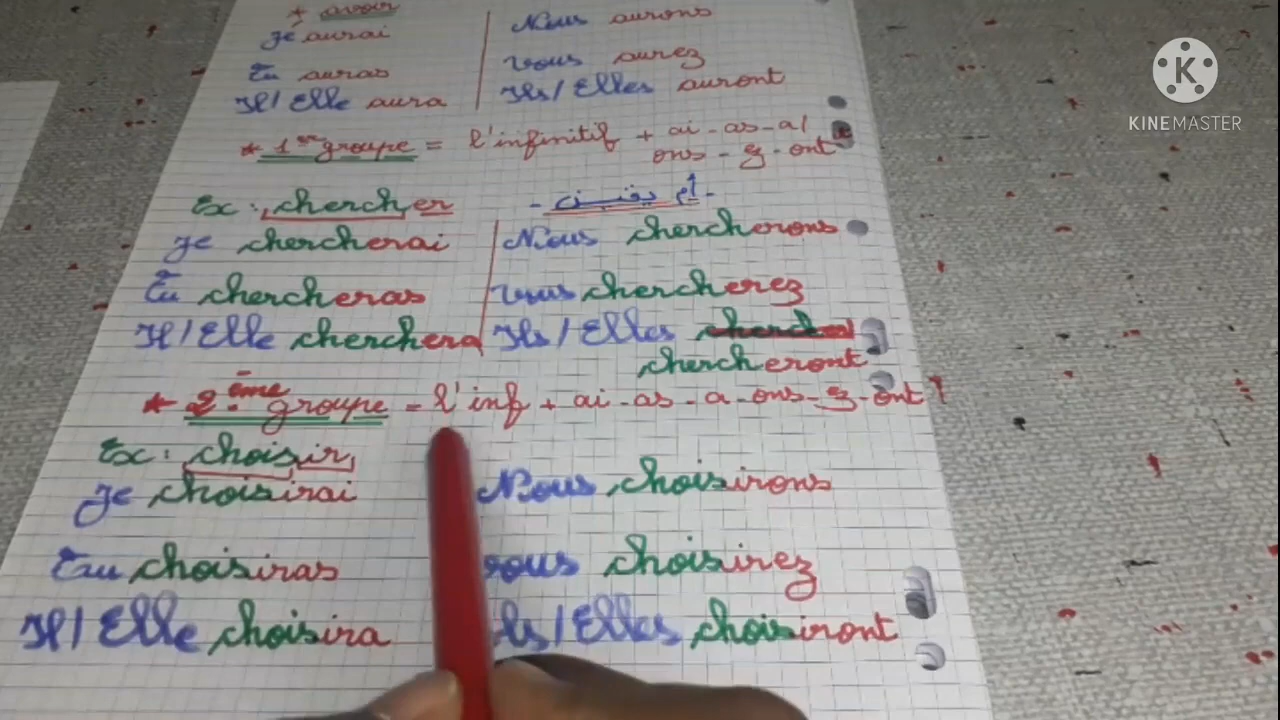 * avoir
Je aurai | Nous aurons
Tu auras | vous aurez
Il/Elle aura | Ils/Elles auront
* 1er groupe = l'infinitif + ai - as - a/
ons - ez - ont
Ex: chercher
Je chercherai | Nous chercherons
Tu chercheras | vous chercherez
Il/Elle cherchera | Ils/Elles
chercheront
* 2ème groupe = l'inf + ai - as - a - ons - ez - ont
Ex: choisir
Je choisirai Nous choisirons
Tu choisiras vous choisirez
Il/Elle choisira Ils/Elles choisiront
K
KINEMASTER